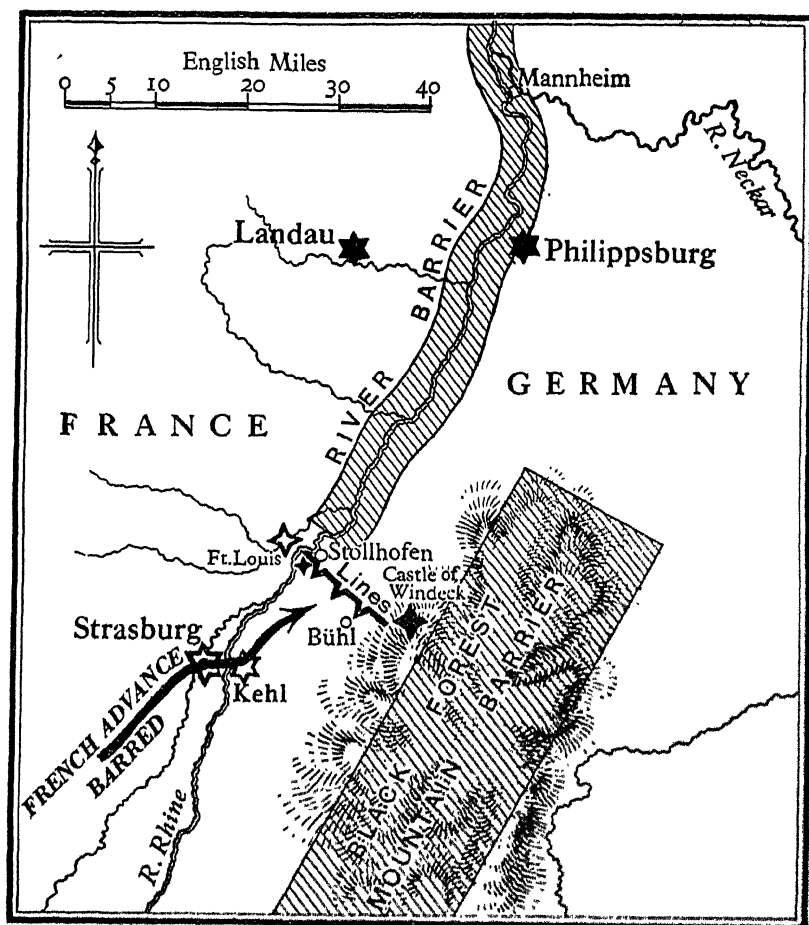 English Miles
0 5 10 20 30 40
Mannheim
R. Neckar
Landau
Philippsburg
RIVER BARRIER
GERMANY
FRANCE
Ft. Louis
Stollhofen
Lines
Castle of
Windeck
Strasburg
Bühl
Kehl
FRENCH ADVANCE
BARRED
R. Rhine
BLACK FOREST
MOUNTAIN BARRIER